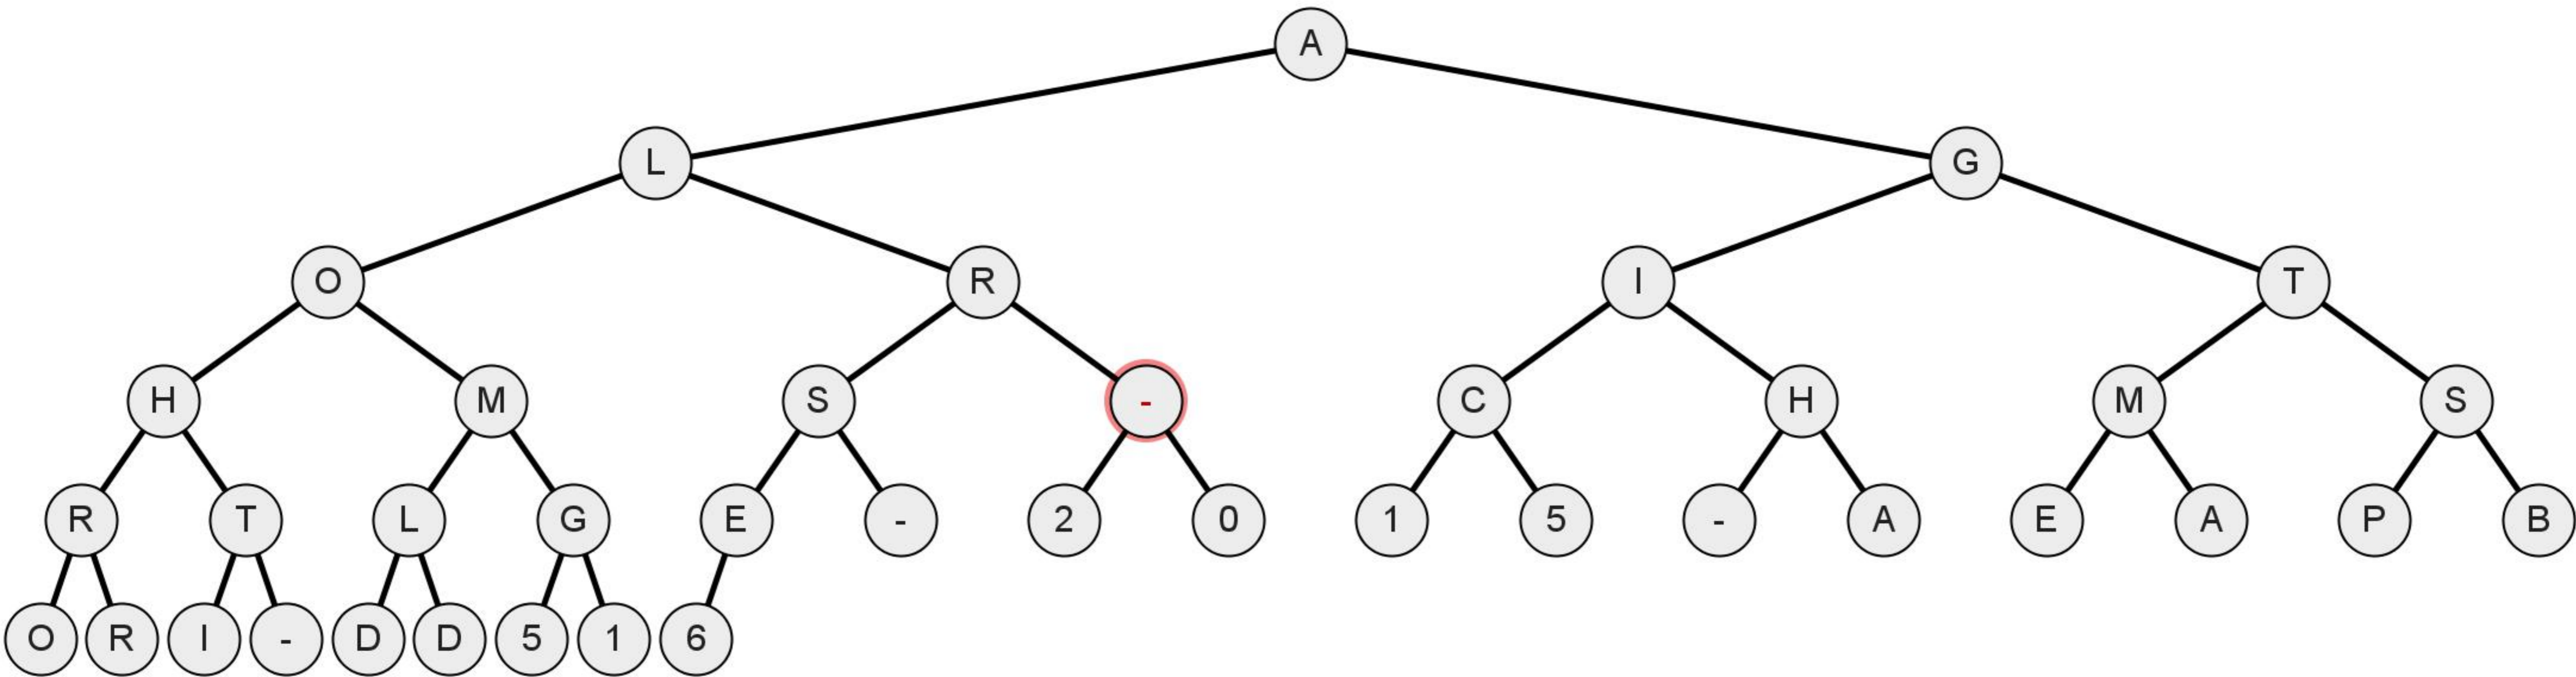 A
L G
O R I T
H M S - C H M S
R T L G E - 2 0 1 5 - A E A P B
O R I - D D 5 1 6